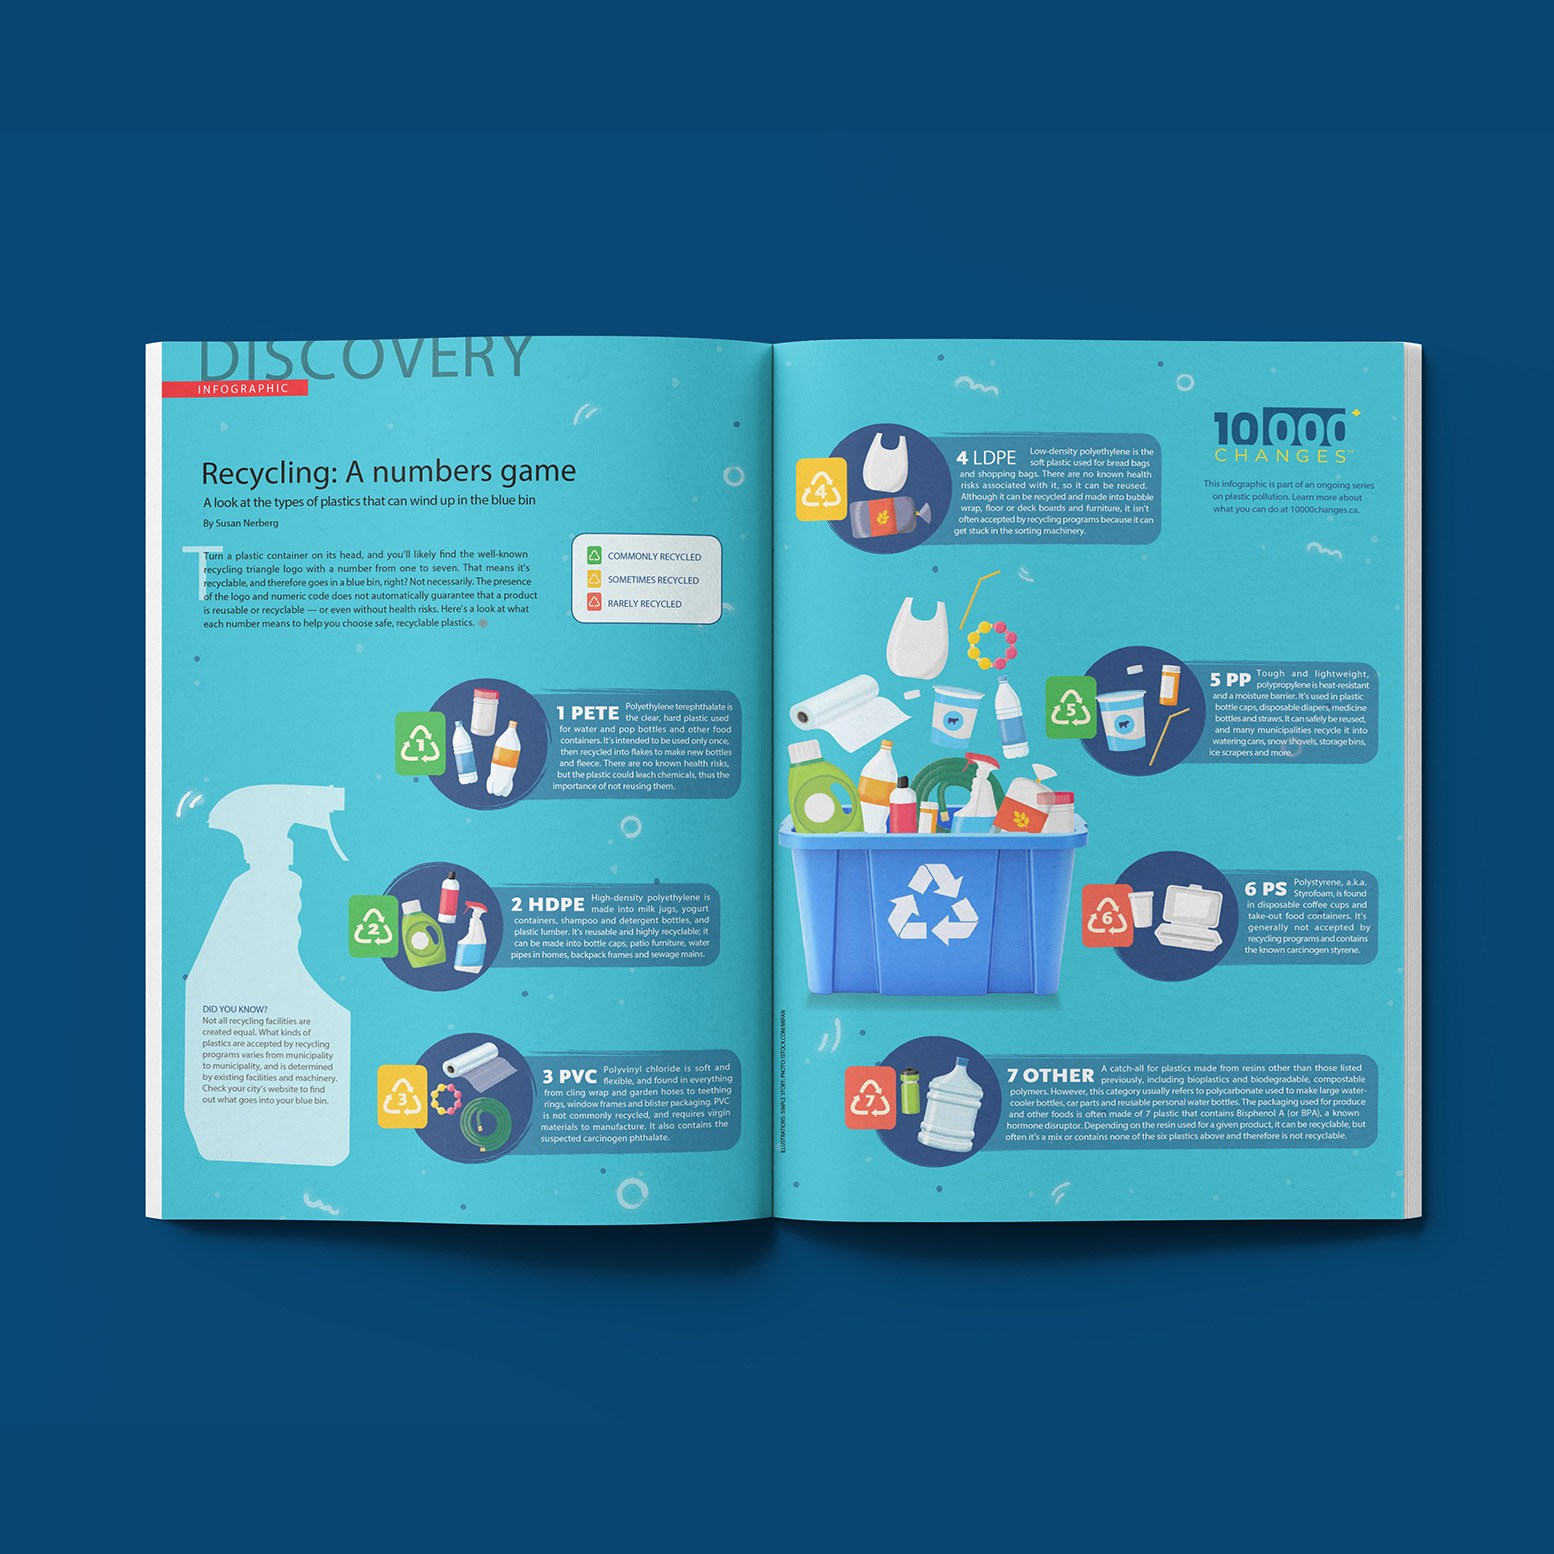 DISCOVERY
INFOGRAPHIC
Recycling: A numbers game
A look at the types of plastics that can wind up in the blue bin
By Susan Nerberg
Turn a plastic container on its head, and you'll likely find the well-known
recycling triangle logo with a number from one to seven. That means it's
recyclable, and therefore goes in a blue bin, right? Not necessarily. The presence
of the logo and numeric code does not automatically guarantee that a product
is reusable or recyclable — or even without health risks. Here's a look at what
each number means to help you choose safe, recyclable plastics.
COMMONLY RECYCLED
SOMETIMES RECYCLED
RARELY RECYCLED
1
1 PETE Polyethylene terephthalate is
the clear, hard plastic used
for water and pop bottles and other food
containers. It's intended to be used only once,
then recycled into flakes to make new bottles
and fleece. There are no known health risks,
but the plastic could leach chemicals, thus the
importance of not reusing them.
2
2 HDPE High-density polyethylene is
made into milk jugs, yogurt
containers, shampoo and detergent bottles, and
plastic lumber. It's reusable and highly recyclable; it
can be made into bottle caps, patio furniture, water
pipes in homes, backpack frames and sewage mains.
DID YOU KNOW?
Not all recycling facilities are
created equal. What kinds of
plastics are accepted by recycling
programs varies from municipality
to municipality, and is determined
by existing facilities and machinery.
Check your city's website to find
out what goes into your blue bin.
3
3 PVC Polyvinyl chloride is soft and
flexible, and found in everything
from cling wrap and garden hoses to teething
rings, window frames and blister packaging. PVC
is not commonly recycled, and requires virgin
materials to manufacture. It also contains the
suspected carcinogen phthalate.
4
4 LDPE Low-density polyethylene is the
soft plastic used for bread bags
and shopping bags. There are no known health
risks associated with it, so it can be reused.
Although it can be recycled and made into bubble
wrap, floor or deck boards and furniture, it isn't
often accepted by recycling programs because it can
get stuck in the sorting machinery.
10 000
CHANGES™
This infographic is part of an ongoing series
on plastic pollution. Learn more about
what you can do at 10000changes.ca.
5
5 PP Tough and lightweight,
polypropylene is heat-resistant
and a moisture barrier. It's used in plastic
bottle caps, disposable diapers, medicine
bottles and straws. It can safely be reused,
and many municipalities recycle it into
watering cans, snow shovels, storage bins,
ice scrapers and more.
6
6 PS Polystyrene, a.k.a.
Styrofoam, is found
in disposable coffee cups and
take-out food containers. It's
generally not accepted by
recycling programs and contains
the known carcinogen styrene.
7
7 OTHER A catch-all for plastics made from resins other than those listed
previously, including bioplastics and biodegradable, compostable
polymers. However, this category usually refers to polycarbonate used to make large water-
cooler bottles, car parts and reusable personal water bottles. The packaging used for produce
and other foods is often made of 7 plastic that contains Bisphenol A (or BPA), a known
hormone disruptor. Depending on the resin used for a given product, it can be recyclable, but
often it's a mix or contains none of the six plastics above and therefore is not recyclable.
ILLUSTRATIONS: SIMPLE STORY; PHOTO: ISTOCK.COM/MIFAN